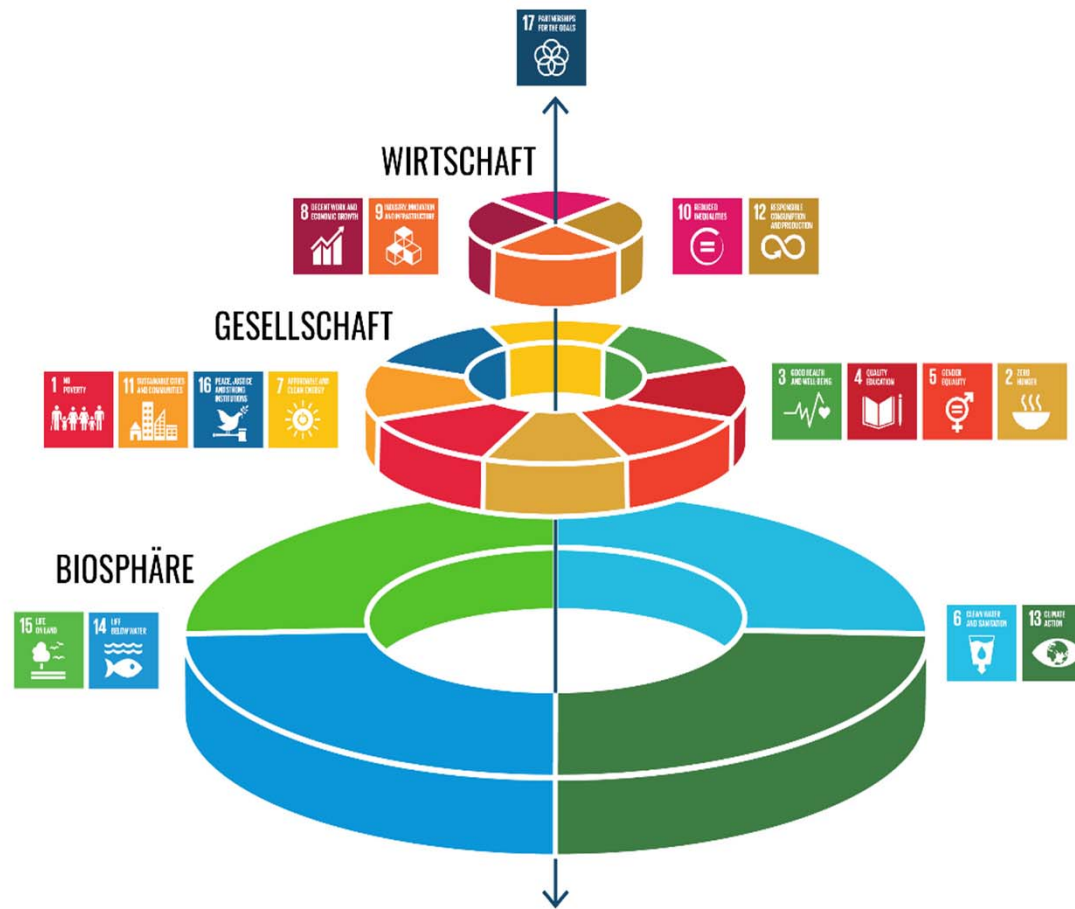 17 PARTNERSHIPS
FOR THE GOALS
WIRTSCHAFT
8 DECENT WORK AND
ECONOMIC GROWTH
9 INDUSTRY, INNOVATION
AND INFRASTRUCTURE
10 REDUCED
INEQUALITIES
12 RESPONSIBLE
CONSUMPTION
AND PRODUCTION
GESELLSCHAFT
1 NO
POVERTY
11 SUSTAINABLE CITIES
AND COMMUNITIES
16 PEACE, JUSTICE
AND STRONG
INSTITUTIONS
7 AFFORDABLE AND
CLEAN ENERGY
3 GOOD HEALTH
AND WELL-BEING
4 QUALITY
EDUCATION
5 GENDER
EQUALITY
2 ZERO
HUNGER
BIOSPHÄRE
15 LIFE
ON LAND
14 LIFE
BELOW WATER
6 CLEAN WATER
AND SANITATION
13 CLIMATE
ACTION